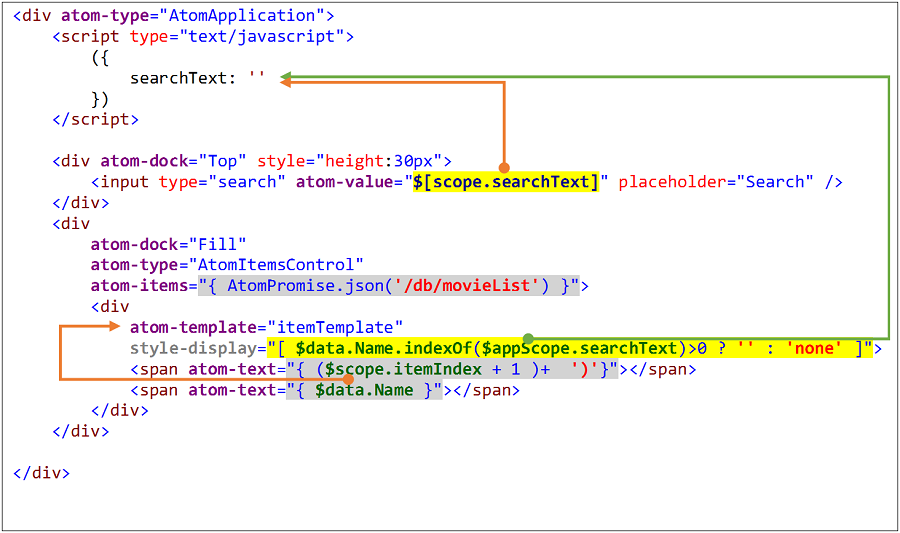 <div atom-type="AtomApplication">
<script type="text/javascript">
({
searchText: ''
})
</script>
<div atom-dock="Top" style="height:30px">
<input type="search" atom-value="$[scope.searchText]" placeholder="Search" />
</div>
<div
atom-dock="Fill"
atom-type="AtomItemsControl"
atom-items="{ AtomPromise.json('/db/movieList') }">
<div
atom-template="itemTemplate"
style-display="[ $data.Name.indexOf($appScope.searchText)>0 ? '' : 'none' ]">
<span atom-text="{ ($scope.itemIndex + 1 )+  ')'}"></span>
<span atom-text="{ $data.Name }"></span>
</div>
</div>
</div>